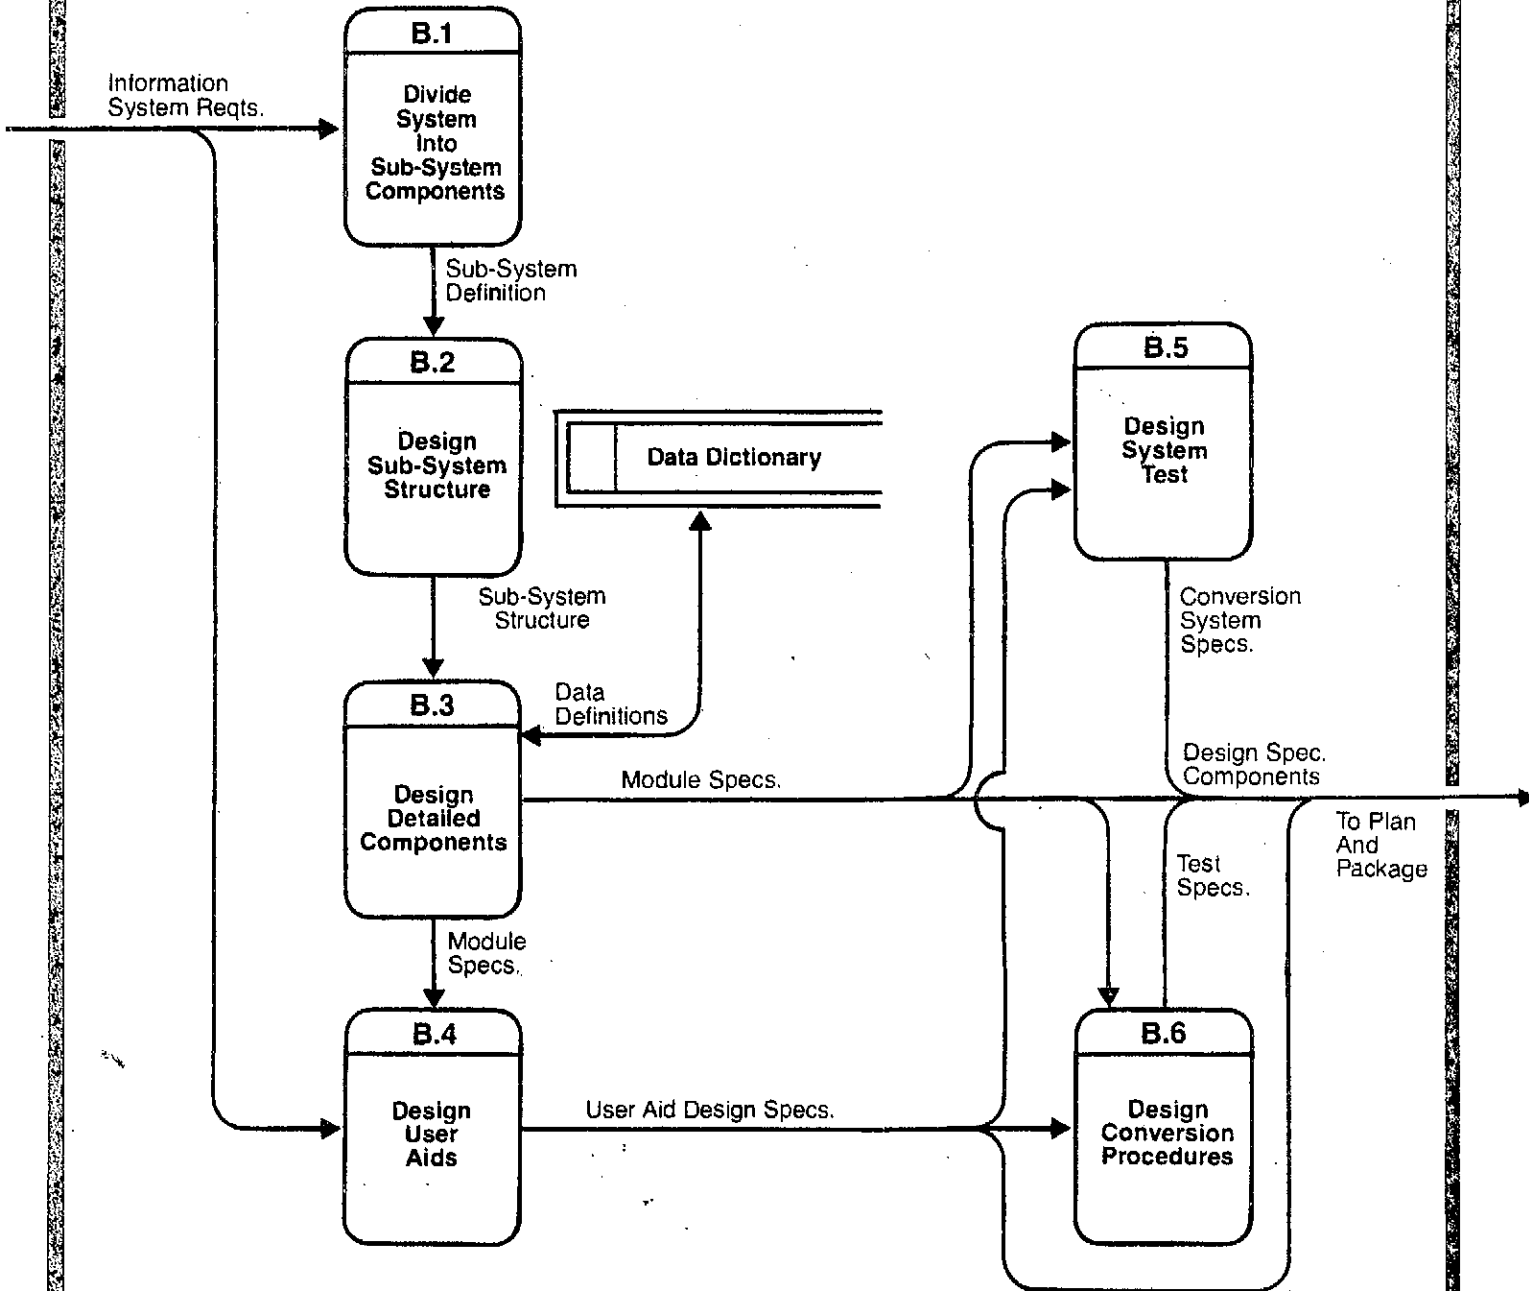 B.1
Information
System Reqts.
Divide
System
Into
Sub-System
Components
Sub-System
Definition
B.2
Design
Sub-System
Structure
Data Dictionary
B.5
Design
System
Test
Sub-System
Structure
Conversion
System
Specs.
B.3
Data
Definitions
Design
Detailed
Components
Module Specs.
Design Spec.
Components
To Plan
And
Package
Test
Specs.
Module
Specs.
B.4
Design
User
Aids
User Aid Design Specs.
B.6
Design
Conversion
Procedures